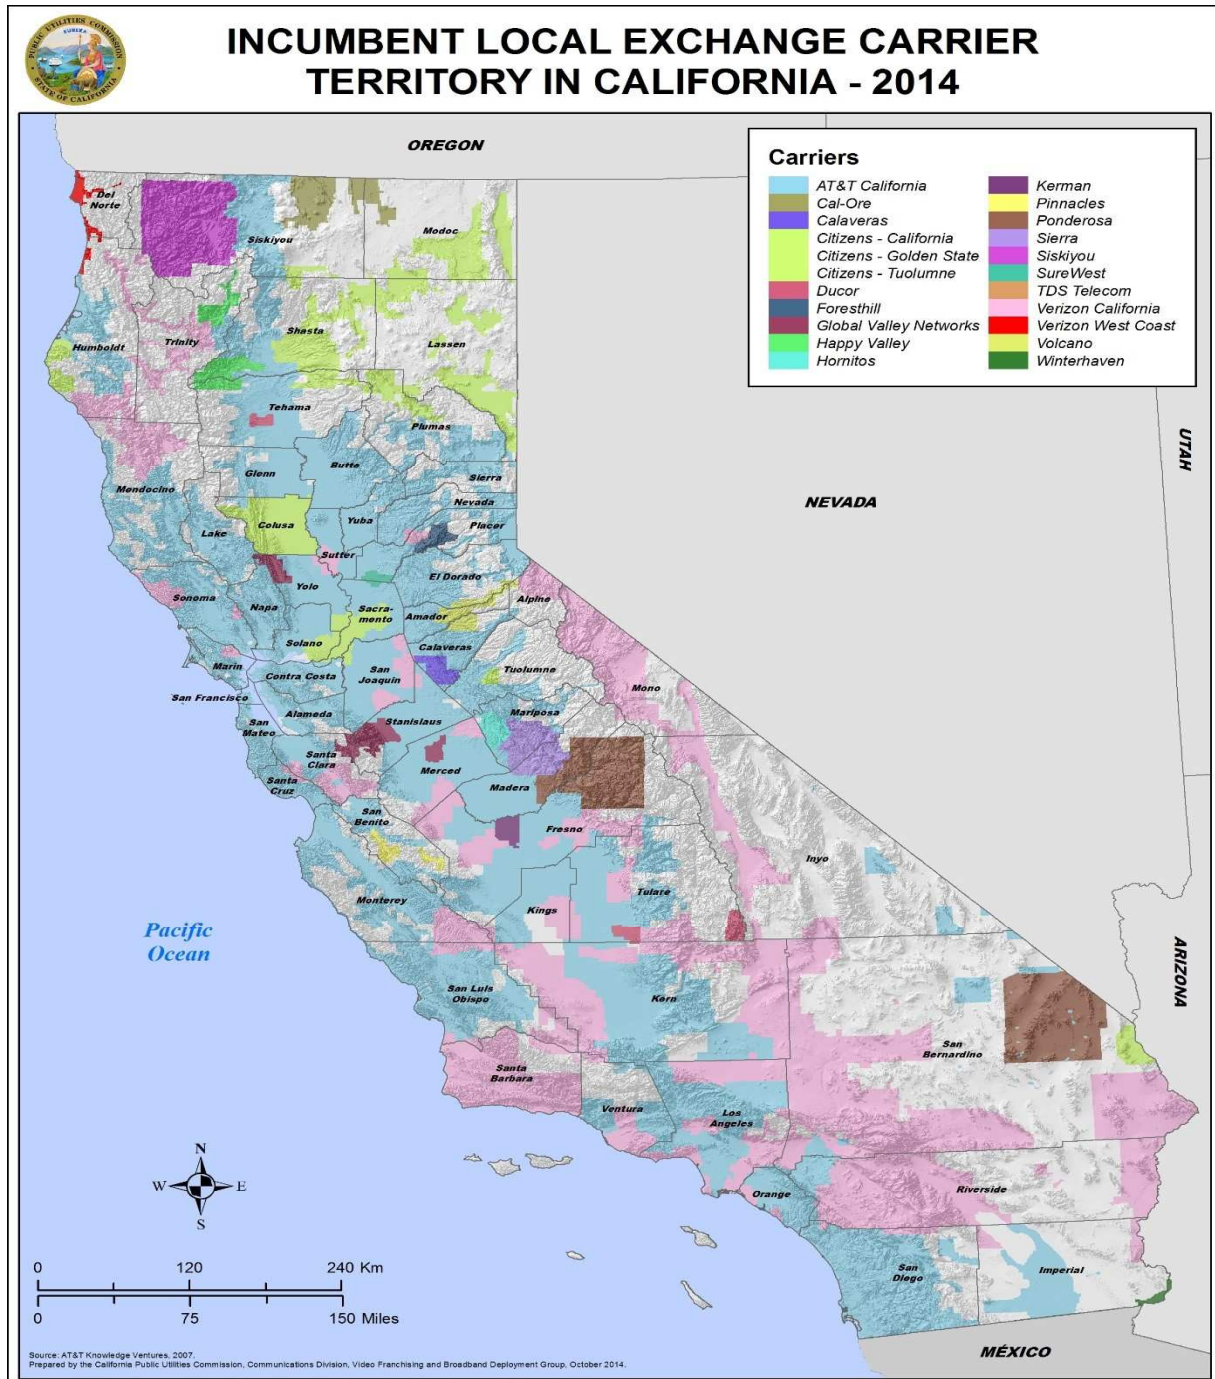 PUBLIC UTILITIES COMMISSION
STATE OF CALIFORNIA
EUREKA
INCUMBENT LOCAL EXCHANGE CARRIER
TERRITORY IN CALIFORNIA - 2014
OREGON
Carriers
AT&T California
Cal-Ore
Calaveras
Citizens - California
Citizens - Golden State
Citizens - Tuolumne
Ducor
Foresthill
Global Valley Networks
Happy Valley
Hornitos
Kerman
Pinnacles
Ponderosa
Sierra
Siskiyou
SureWest
TDS Telecom
Verizon California
Verizon West Coast
Volcano
Winterhaven
Del
Norte
Siskiyou
Modoc
Humboldt
Trinity
Shasta
Lassen
Tehama
Plumas
UTAH
Glenn
Butte
Sierra
Mendocino
Nevada
NEVADA
Colusa
Yuba
Placer
Lake
Sutter
El Dorado
Yolo
Alpine
Sonoma
Napa
Sacra-
mento
Amador
Solano
Calaveras
Marin
Contra Costa
San
Joaquin
Tuolumne
Mono
San Francisco
Alameda
Stanislaus
Mariposa
San
Mateo
Santa
Clara
Merced
Madera
Santa
Cruz
San
Benito
Fresno
Inyo
Monterey
Kings
Tulare
Pacific
Ocean
ARIZONA
San Luis
Obispo
Kern
San
Bernardino
Santa
Barbara
Ventura
Los
Angeles
N
W
E
S
Orange
Riverside
San
Diego
Imperial
0
120
240 Km
0
75
150 Miles
MÉXICO
Source: AT&T Knowledge Ventures, 2007.
Prepared by the California Public Utilities Commission, Communications Division, Video Franchising and Broadband Deployment Group, October 2014.